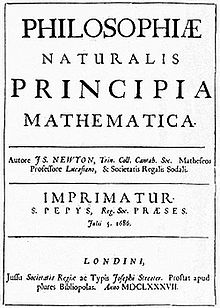 PHILOSOPHIÆ
NATURALIS
PRINCIPIA
MATHEMATICA.
Autore JS. NEWTON, Trin. Coll. Cantab. Soc. Matheseos
Professore Lucasiano, & Societatis Regalis Sodali.
IMPRIMATUR.
S. PEPYS, Reg. Soc. PRÆSES.
Julii 5. 1686.
LONDINI,
Jussu Societatis Regiæ ac Typis Josephi Streater. Prostat apud
plures Bibliopolas. Anno MDCLXXXVII.